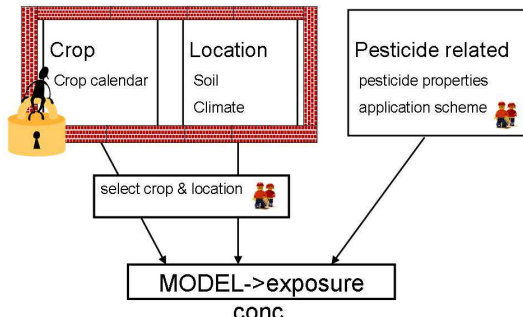 Crop
Crop calendar
Location
Soil
Climate
Pesticide related
pesticide properties
application scheme
select crop & location
MODEL->exposure
conc